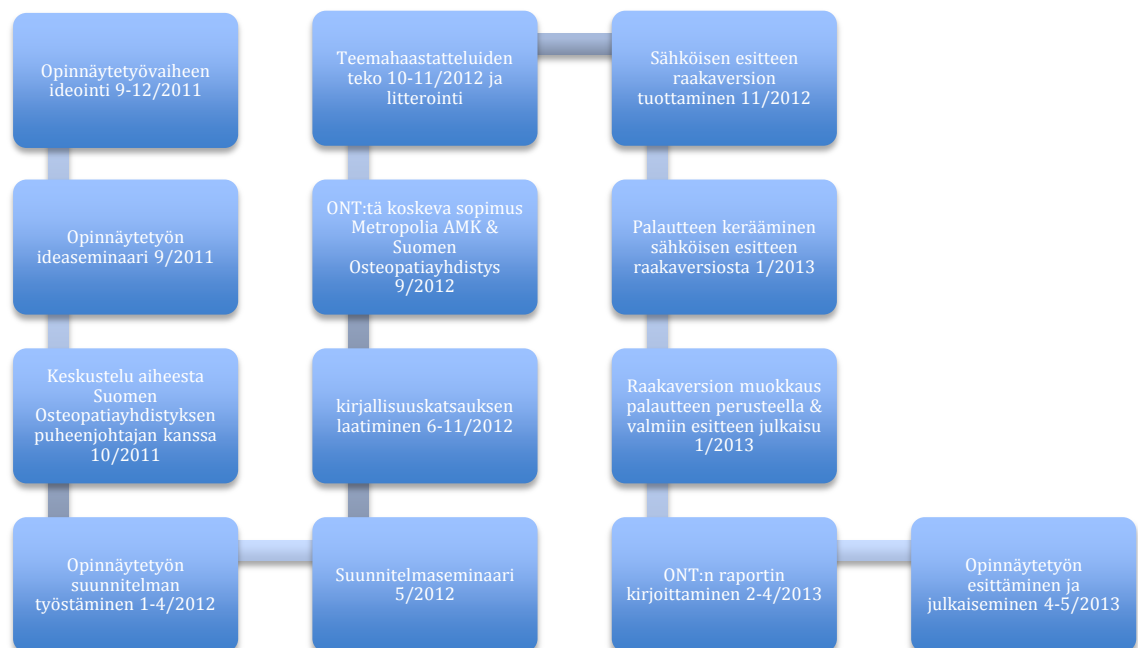 Opinnäytetyövaiheen
ideointi 9-12/2011
Opinnäytetyön
ideaseminaari 9/2011
Keskustelu aiheesta
Suomen
Osteopatiayhdistyksen
puheenjohtajan kanssa
10/2011
Opinnäytetyön
suunnitelman
työstäminen 1-4/2012
Suunnitelmaseminaari
5/2012
kirjallisuuskatsauksen
laatiminen 6-11/2012
ONT:tä koskeva sopimus
Metropolia AMK &
Suomen
Osteopatiayhdistys
9/2012
Teemahaastatteluiden
teko 10-11/2012 ja
litterointi
Sähköisen esitteen
raakaversion
tuottaminen 11/2012
Palautteen kerääminen
sähköisen esitteen
raakaversiosta 1/2013
Raakaversion muokkaus
palautteen perusteella &
valmiin esitteen julkaisu
1/2013
ONT:n raportin
kirjoittaminen 2-4/2013
Opinnäytetyön
esittäminen ja
julkaiseminen 4-5/2013